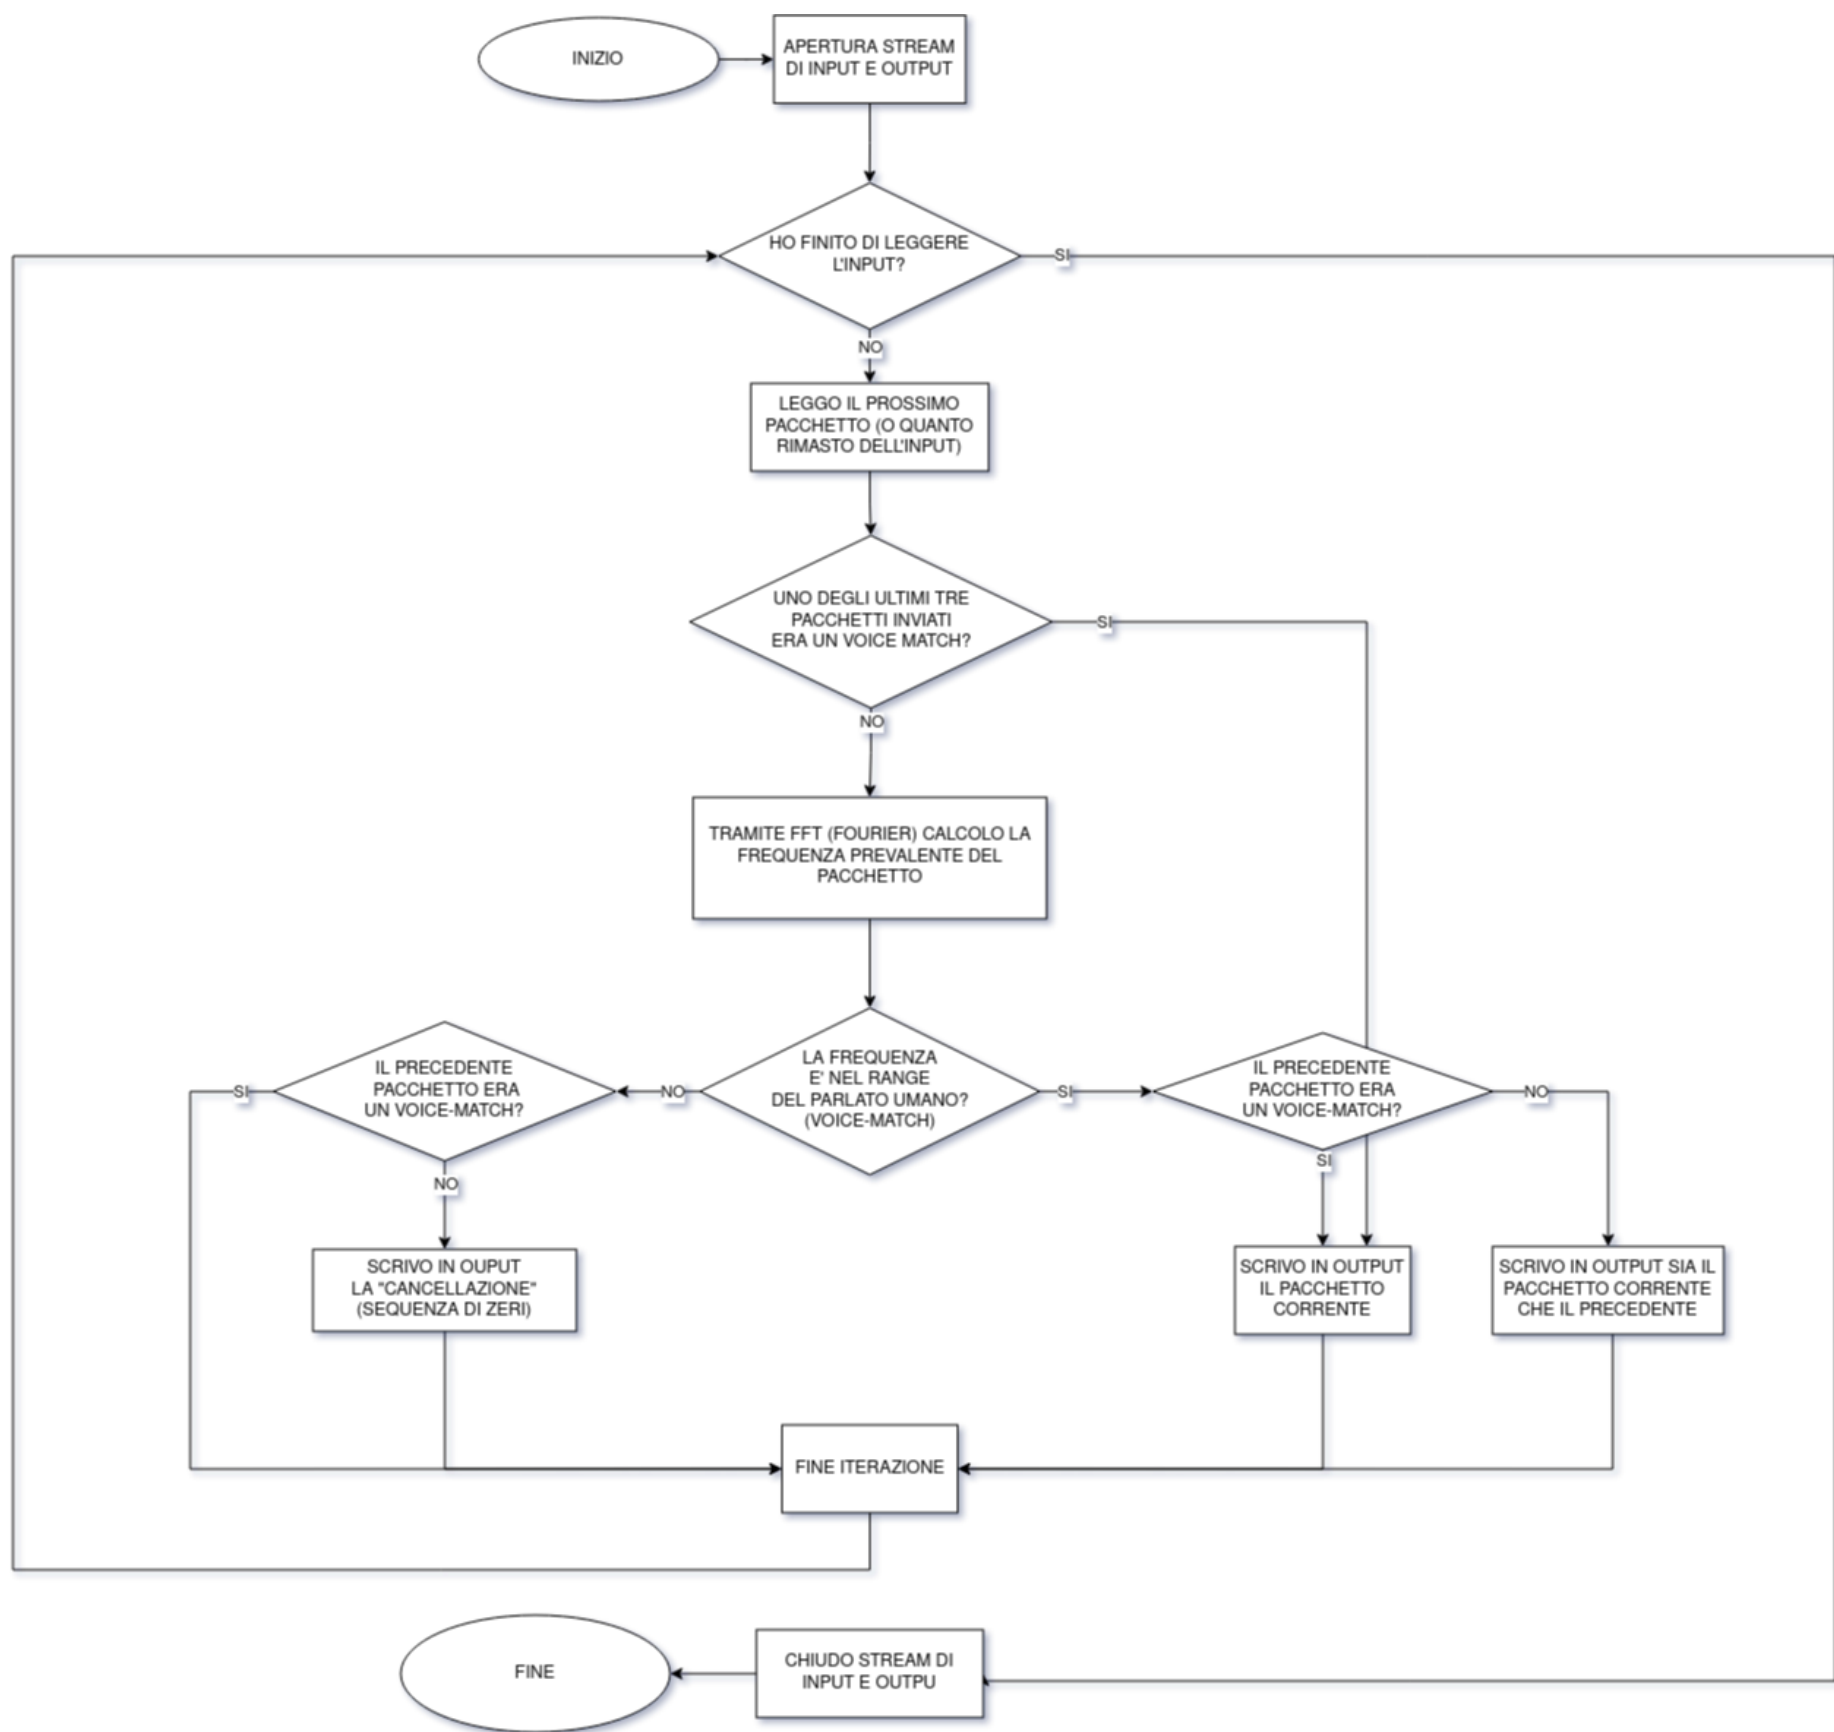 INIZIO
APERTURA STREAM
DI INPUT E OUTPUT
HO FINITO DI LEGGERE
L'INPUT?
SI
NO
LEGGO IL PROSSIMO
PACCHETTO (O QUANTO
RIMASTO DELL'INPUT)
UNO DEGLI ULTIMI TRE
PACCHETTI INVIATI
ERA UN VOICE MATCH?
SI
NO
TRAMITE FFT (FOURIER) CALCOLO LA
FREQUENZA PREVALENTE DEL
PACCHETTO
SI
IL PRECEDENTE
PACCHETTO ERA
UN VOICE-MATCH?
NO
LA FREQUENZA
E' NEL RANGE
DEL PARLATO UMANO?
(VOICE-MATCH)
SI
IL PRECEDENTE
PACCHETTO ERA
UN VOICE-MATCH?
NO
NO
SI
SCRIVO IN OUPUT
LA "CANCELLAZIONE"
(SEQUENZA DI ZERI)
SCRIVO IN OUTPUT
IL PACCHETTO
CORRENTE
SCRIVO IN OUTPUT SIA IL
PACCHETTO CORRENTE
CHE IL PRECEDENTE
FINE ITERAZIONE
FINE
CHIUDO STREAM DI
INPUT E OUTPU